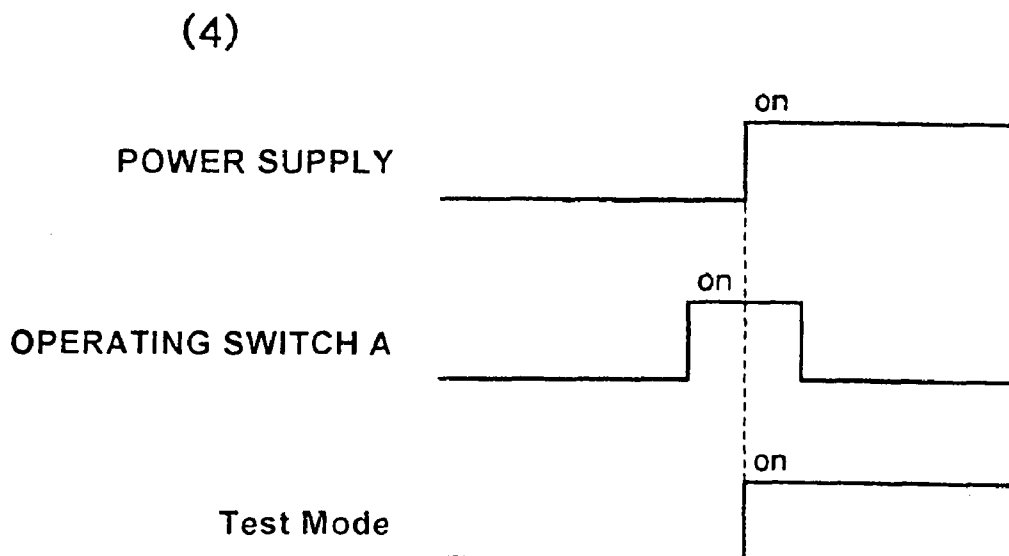 (4)
on
POWER SUPPLY
on
OPERATING SWITCH A
on
Test Mode